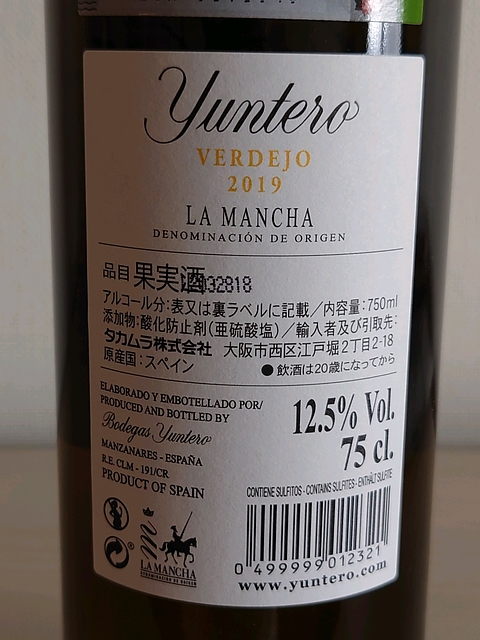 Yuntero
VERDEJO
2019
LA MANCHA
DENOMINACIÓN DE ORIGEN
品目 果実酒 032818
アルコール分:表又は裏ラベルに記載／内容量:750ml
添加物:酸化防止剤(亜硫酸塩)／輸入者及び引取先:
タカムラ株式会社 大阪市西区江戸堀2丁目2-18
原産国:スペイン ●飲酒は20歳になってから
ELABORADO Y EMBOTELLADO POR/
PRODUCED AND BOTTLED BY
Bodegas Yuntero
MANZANARES - ESPAÑA
R.E. CLM - 191/CR
PRODUCT OF SPAIN
12.5% Vol.
75 cl.
CONTIENE SULFITOS - CONTAINS SULFITES - ENTHÄLT SULFITE
m
LA MANCHA
DENOMINACIÓN DE ORIGEN
0 499999 012321
www.yuntero.com